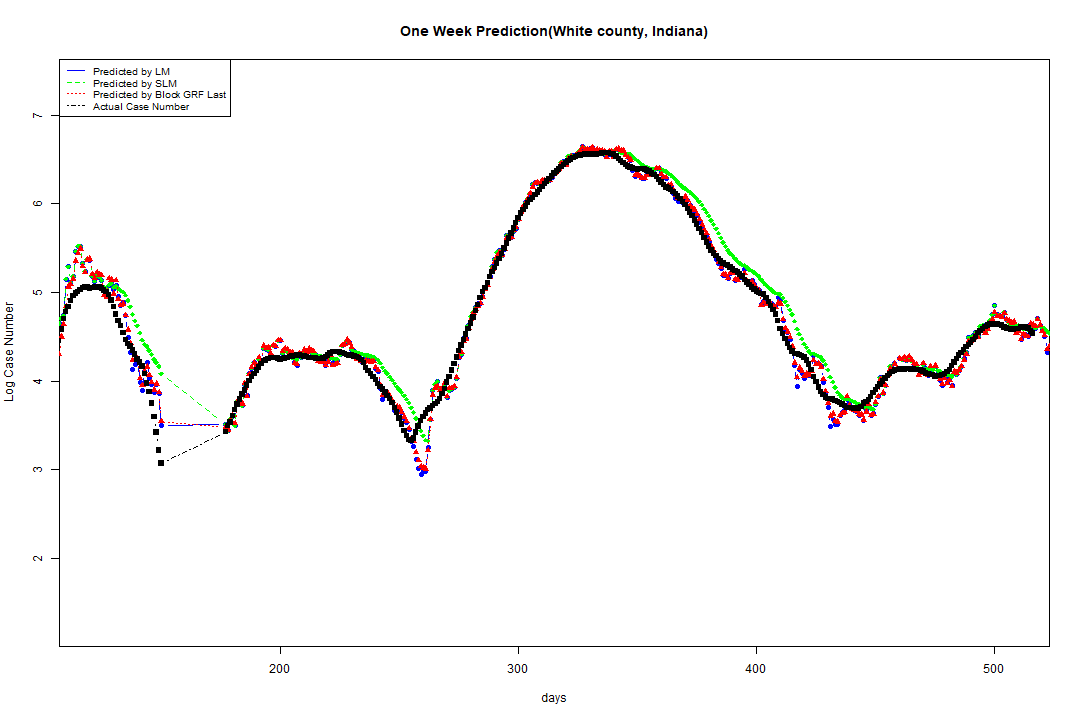 One Week Prediction(White county, Indiana)
Predicted by LM
Predicted by SLM
Predicted by Block GRF Last
Actual Case Number
7
6
5
4
3
2
Log Case Number
200 300 400 500
days